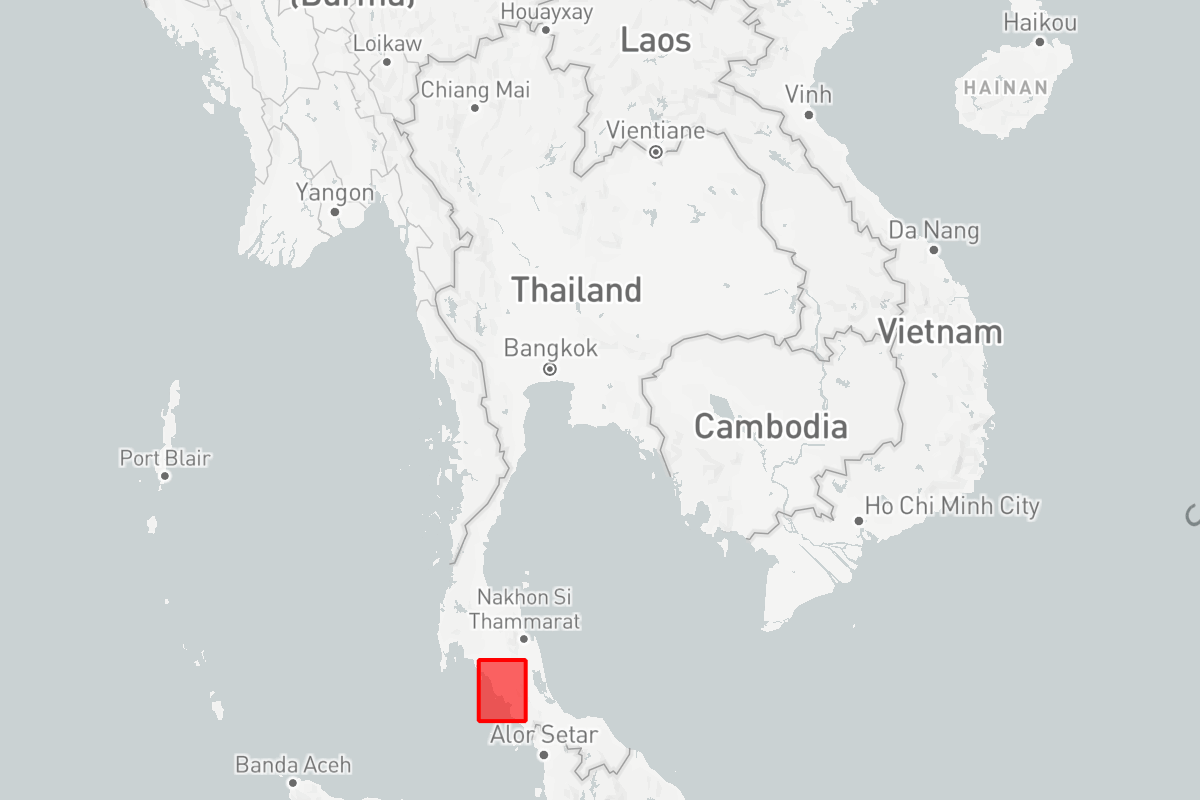 (Burma)
Houayxay
Haikou
Loikaw
Laos
HAINAN
Chiang Mai
Vinh
Vientiane
Yangon
Da Nang
Thailand
Vietnam
Bangkok
Cambodia
Port Blair
Ho Chi Minh City
Nakhon Si
Thammarat
Alor Setar
Banda Aceh